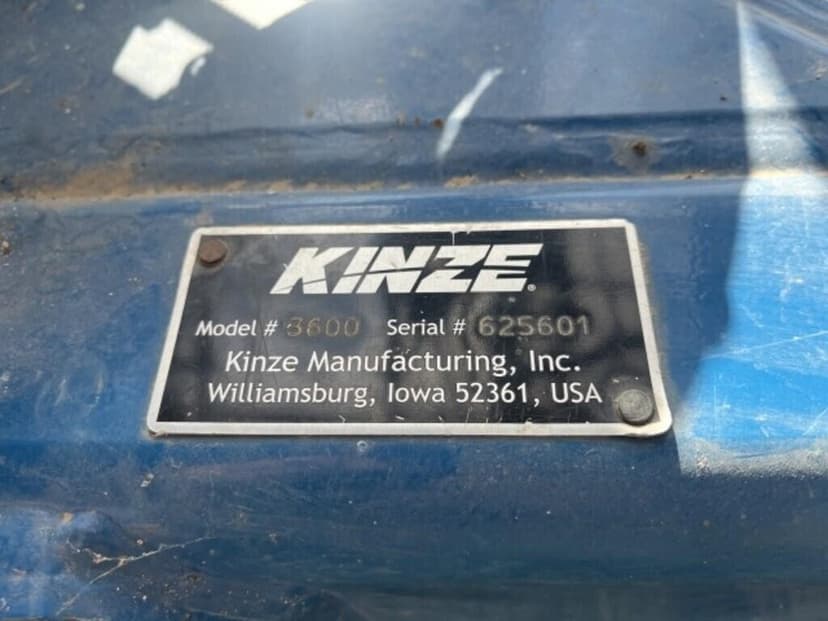 KINZE®
Model # 3600 Serial # 625601
Kinze Manufacturing, Inc.
Williamsburg, Iowa 52361, USA